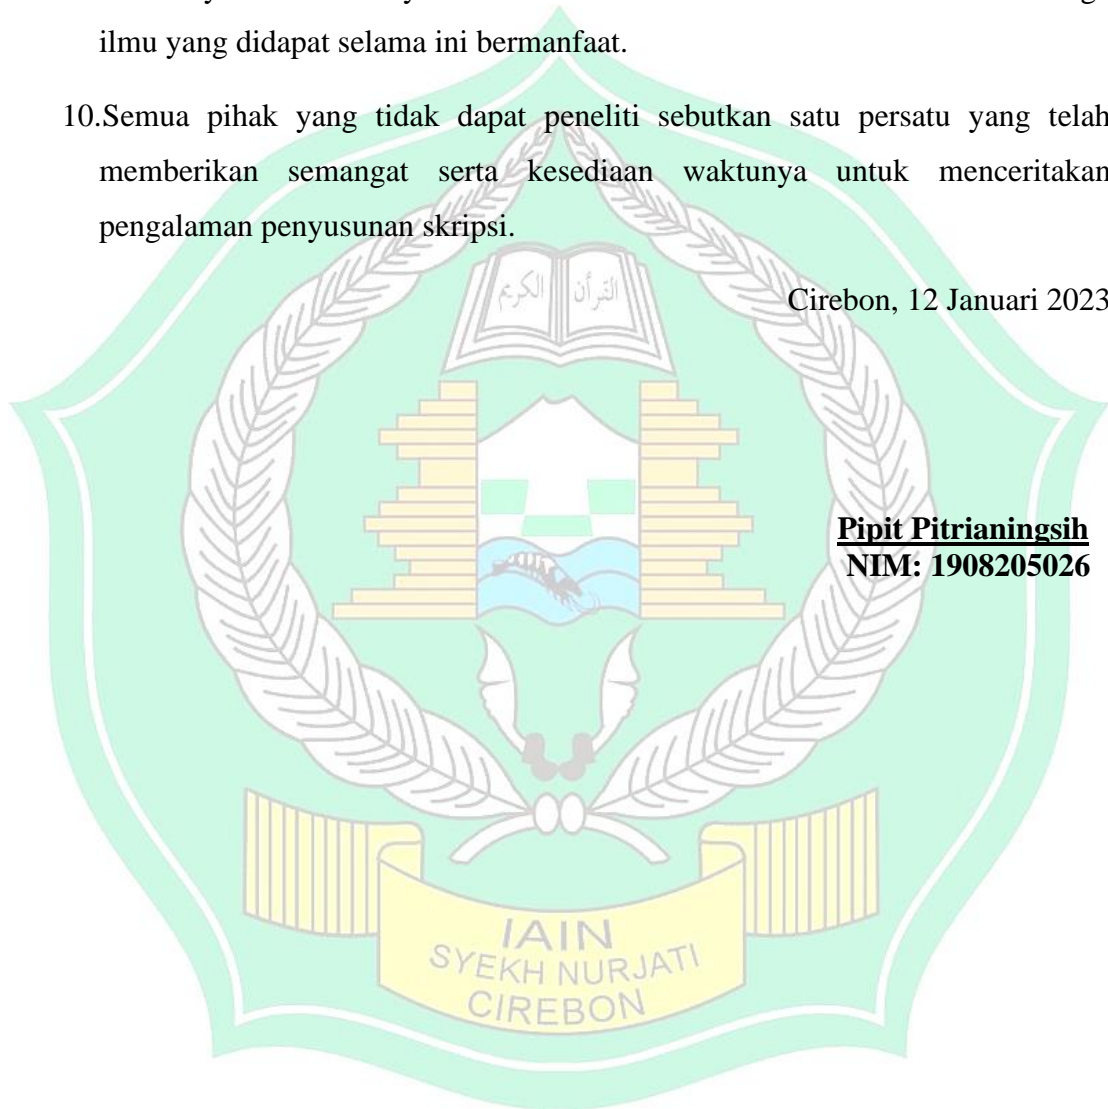 ilmu yang didapat selama ini bermanfaat.
10.Semua pihak yang tidak dapat peneliti sebutkan satu persatu yang telah
memberikan semangat serta kesediaan waktunya untuk menceritakan
pengalaman penyusunan skripsi.
القرآن الكريم
Cirebon, 12 Januari 2023
Pipit Pitrianingsih
NIM: 1908205026
IAIN
SYEKH NURJATI
CIREBON